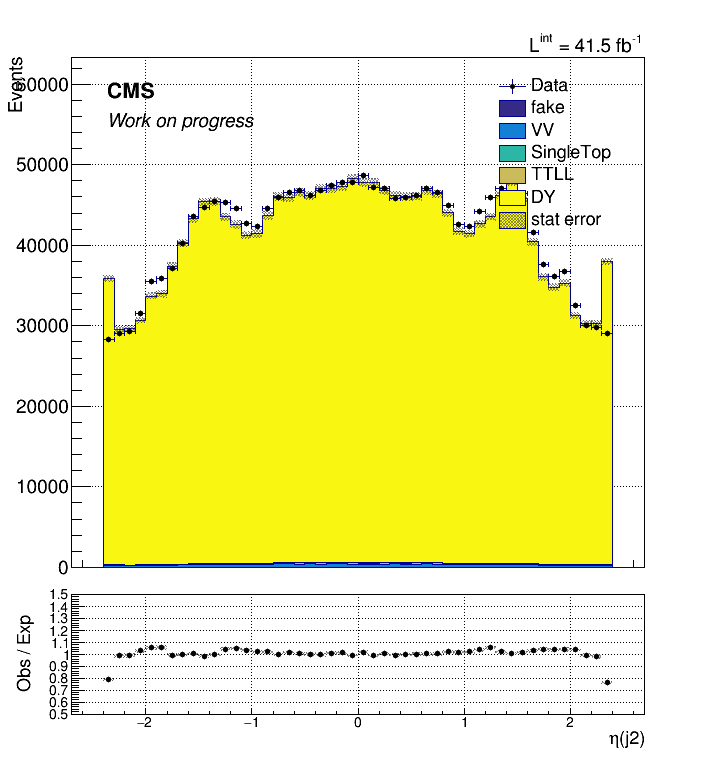 L^int = 41.5 fb^-1
Events
60000
50000
40000
30000
20000
10000
0
CMS
Work on progress
Data
fake
VV
SingleTop
TTLL
DY
stat error
Obs / Exp
1.5
1.4
1.3
1.2
1.1
1
0.9
0.8
0.7
0.6
0.5
−2
−1
0
1
2
η(j2)